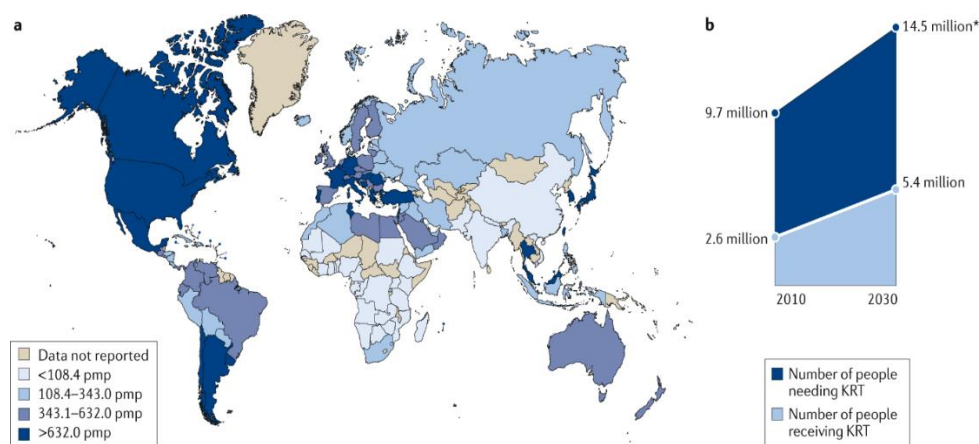 a
Data not reported
<108.4 pmp
108.4–343.0 pmp
343.1–632.0 pmp
>632.0 pmp
b
14.5 million*
9.7 million
5.4 million
2.6 million
2010 2030
Number of people
needing KRT
Number of people
receiving KRT